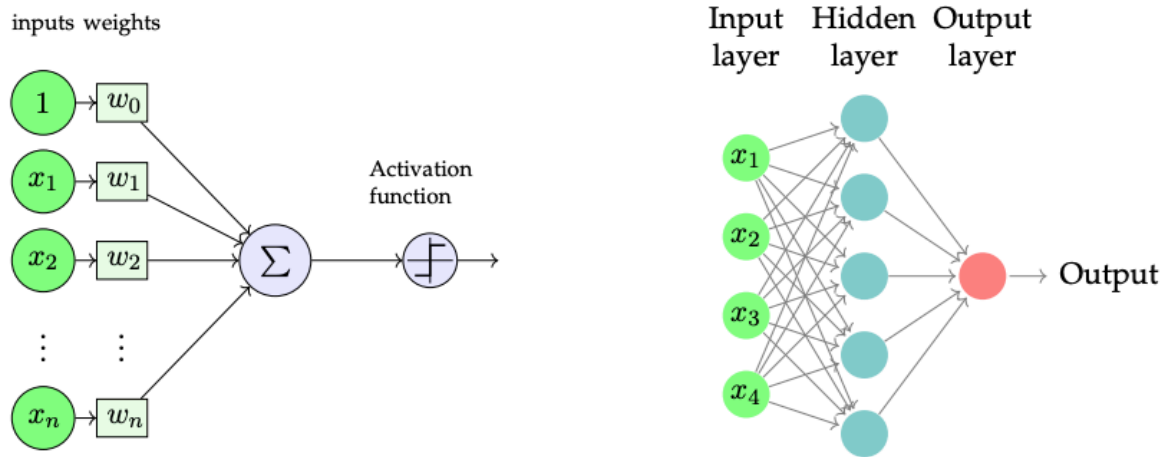 inputs weights
1 w₀
x₁ w₁
x₂ w₂
⋮ ⋮
xₙ wₙ
Σ
Activation
function
Input Hidden Output
layer layer layer
x₁
x₂
x₃
x₄
Output